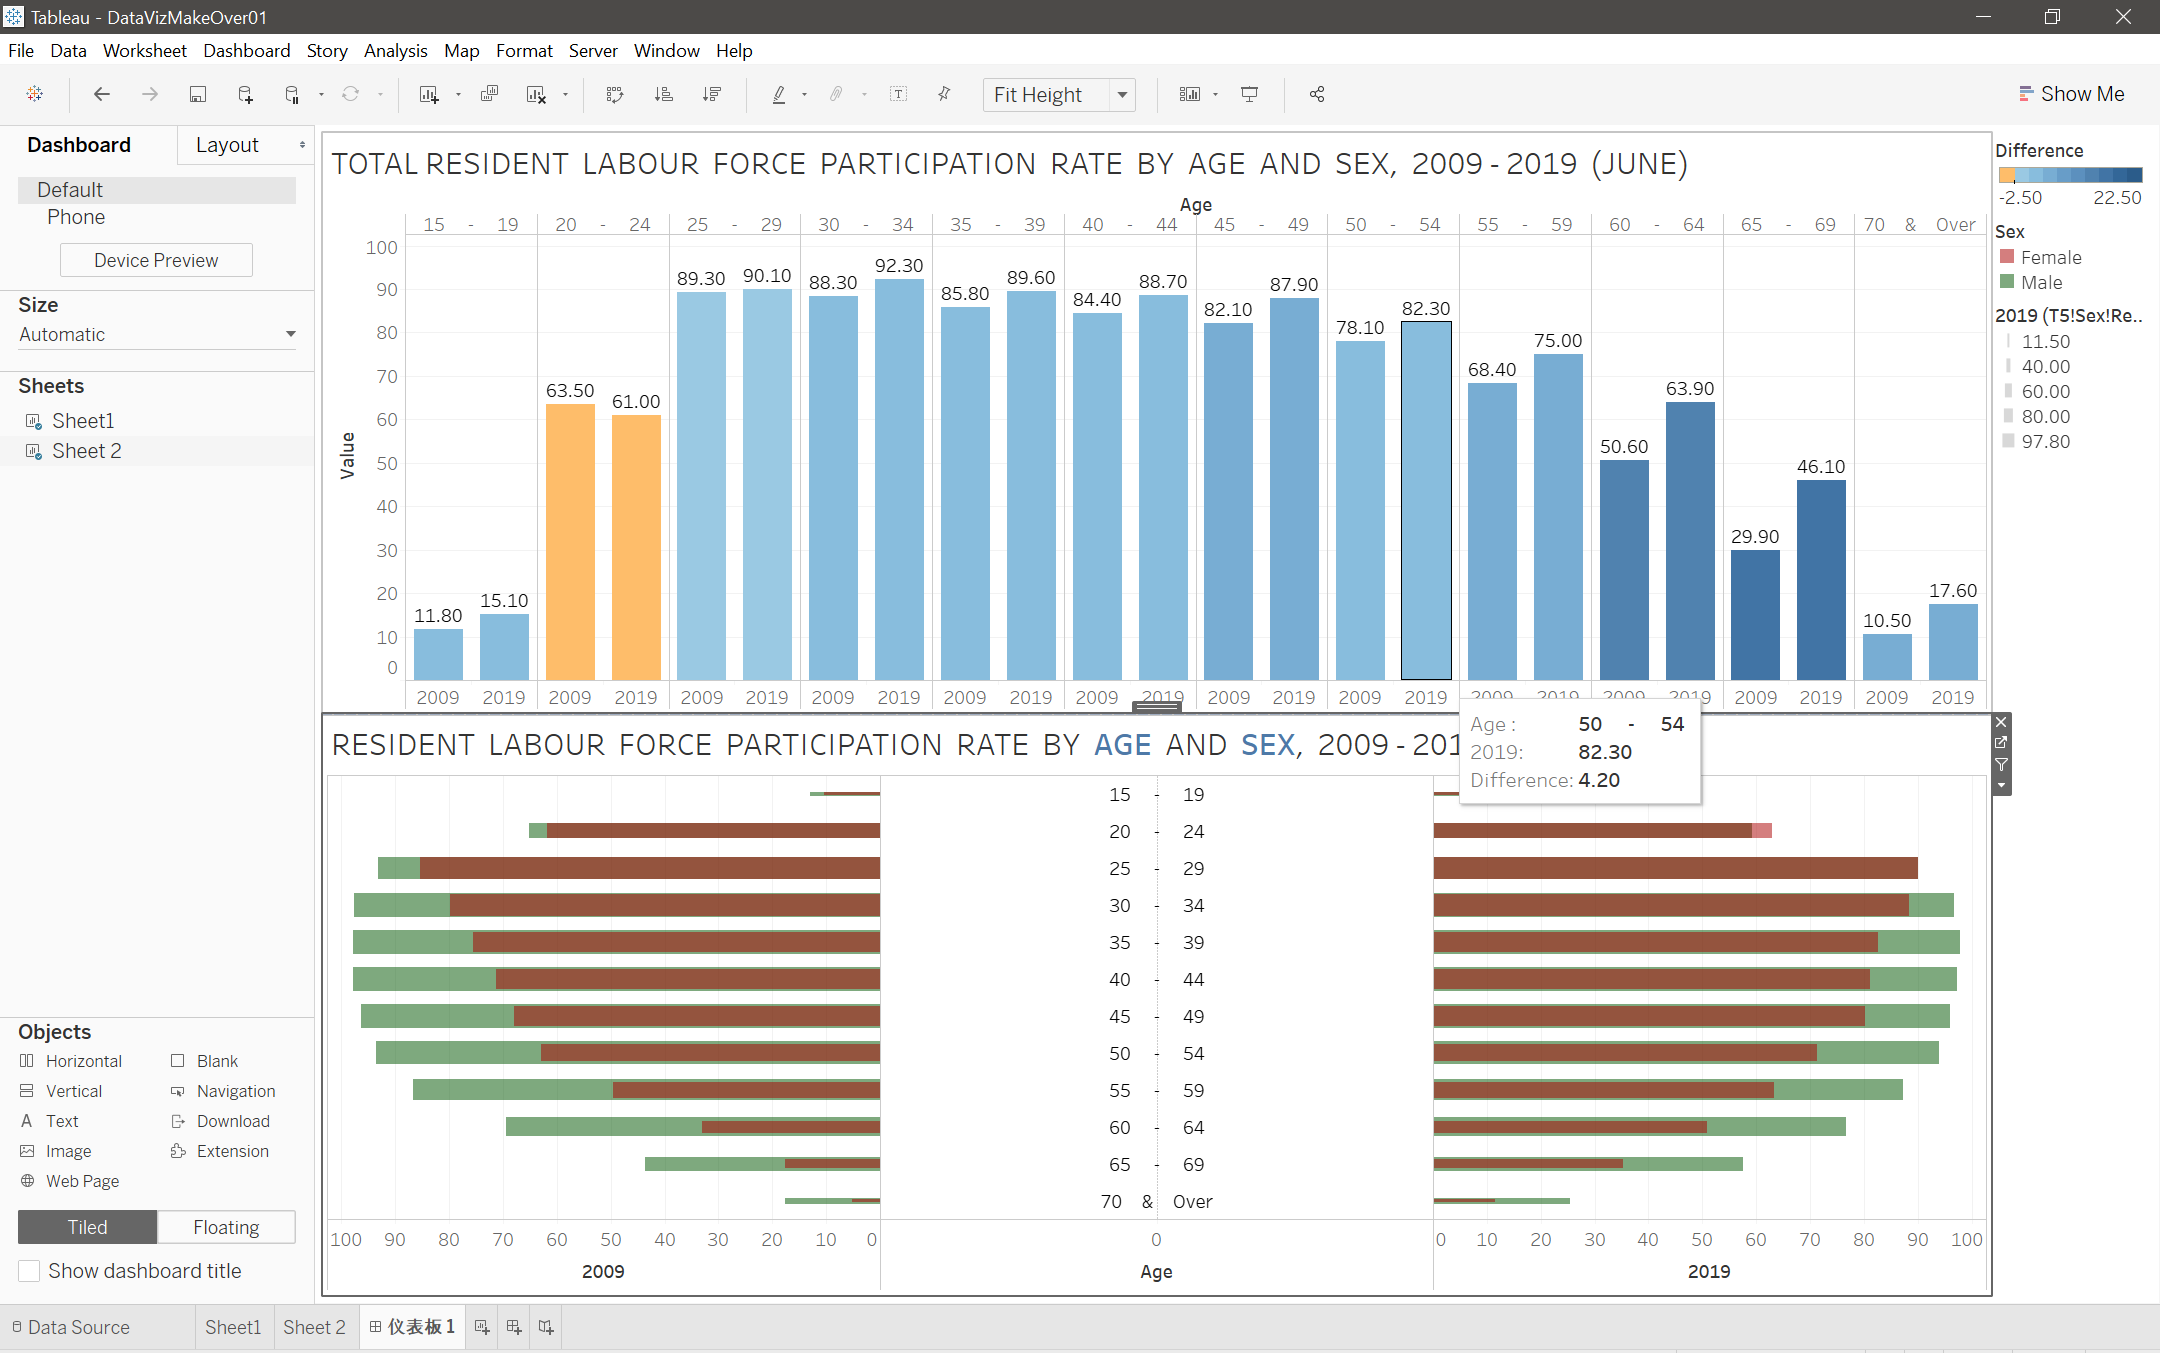 Tableau - DataVizMakeOver01
File Data Worksheet Dashboard Story Analysis Map Format Server Window Help
Fit Height
Show Me
Dashboard Layout
Default
Phone
Device Preview
Size
Automatic
Sheets
Sheet1
Sheet 2
Objects
Horizontal Blank
Vertical Navigation
Text Download
Image Extension
Web Page
Tiled Floating
Show dashboard title
TOTAL RESIDENT LABOUR FORCE PARTICIPATION RATE BY AGE AND SEX, 2009 - 2019 (JUNE)
Age
15 - 19 20 - 24 25 - 29 30 - 34 35 - 39 40 - 44 45 - 49 50 - 54 55 - 59 60 - 64 65 - 69 70 & Over
Value
100
90
80
70
60
50
40
30
20
10
0
11.80 15.10 63.50 61.00 89.30 90.10 88.30 92.30 85.80 89.60 84.40 88.70 82.10 87.90 78.10 82.30 68.40 75.00 50.60 63.90 29.90 46.10 10.50 17.60
2009 2019 2009 2019 2009 2019 2009 2019 2009 2019 2009 2019 2009 2019 2009 2019 2009 2019 2009 2019 2009 2019 2009 2019
Age : 50 - 54
2019: 82.30
Difference: 4.20
RESIDENT LABOUR FORCE PARTICIPATION RATE BY AGE AND SEX, 2009 - 201
15 - 19
20 - 24
25 - 29
30 - 34
35 - 39
40 - 44
45 - 49
50 - 54
55 - 59
60 - 64
65 - 69
70 & Over
100 90 80 70 60 50 40 30 20 10 0 0 0 10 20 30 40 50 60 70 80 90 100
2009 Age 2019
Difference
-2.50 22.50
Sex
Female
Male
2019 (T5!Sex!Re..
11.50
40.00
60.00
80.00
97.80
Data Source Sheet1 Sheet 2 仪表板 1